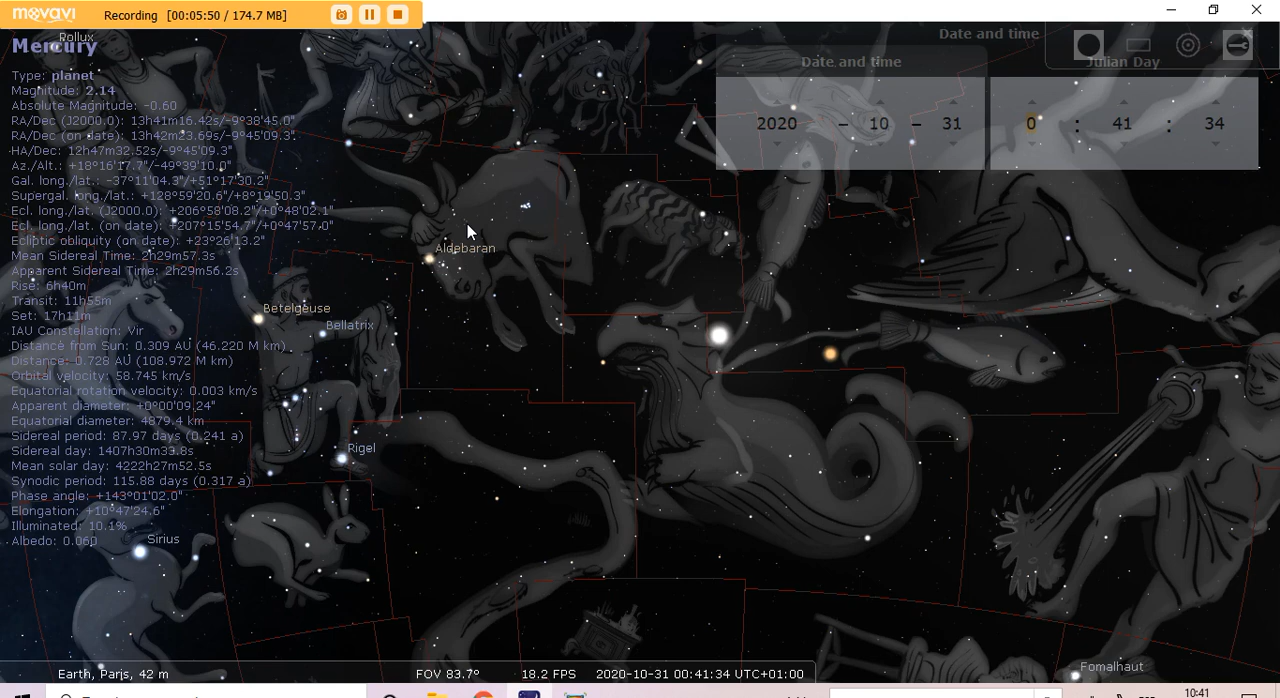 movavi Recording [00:05:50 / 174.7 MB]
Pollux
Mercury
Date and time
Date and time
Julian Day
Type: planet
Magnitude: 2.14
Absolute Magnitude: -0.60
RA/Dec (J2000.0): 13h41m16.42s/-9°38'45.0"
RA/Dec (on date): 13h42m23.69s/-9°45'09.3"
HA/Dec: 12h47m32.52s/-9°45'09.3"
Az./Alt.: +18°16'17.7"/-49°39'10.0"
Gal. long./lat.: -37°11'04.3"/+51°17'30.2"
Supergal. long./lat.: +128°59'20.6"/+8°19'50.3"
Ecl. long./lat. (J2000.0): +206°58'08.2"/+0°48'02.1"
Ecl. long./lat. (on date): +207°15'54.7"/+0°47'57.0"
Ecliptic obliquity (on date): +23°26'13.2"
Mean Sidereal Time: 2h29m57.3s
Apparent Sidereal Time: 2h29m56.2s
Rise: 6h40m
Transit: 11h55m
Set: 17h11m
IAU Constellation: Vir
Distance from Sun: 0.309 AU (46.220 M km)
Distance: 0.728 AU (108.972 M km)
Orbital velocity: 58.745 km/s
Equatorial rotation velocity: 0.003 km/s
Apparent diameter: +0°00'09.24"
Equatorial diameter: 4879.4 km
Sidereal period: 87.97 days (0.241 a)
Sidereal day: 1407h30m33.8s
Mean solar day: 4222h27m52.5s
Synodic period: 115.88 days (0.317 a)
Phase angle: +143°01'02.0"
Elongation: +10°47'24.6"
Illuminated: 10.1%
Albedo: 0.060
2020 - 10 - 31 0 : 41 : 34
Aldebaran
Betelgeuse
Bellatrix
Rigel
Sirius
Fomalhaut
Earth, Paris, 42 m FOV 83.7° 18.2 FPS 2020-10-31 00:41:34 UTC+01:00
10:41